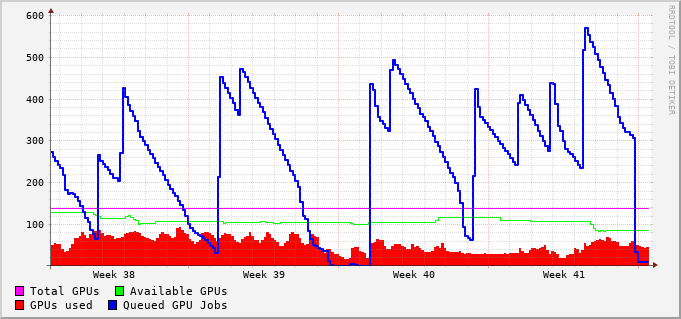 600
500
400
300
200
100
Week 38 Week 39 Week 40 Week 41
Total GPUs Available GPUs
GPUs used Queued GPU Jobs
RRDTOOL / TOBI OETIKER